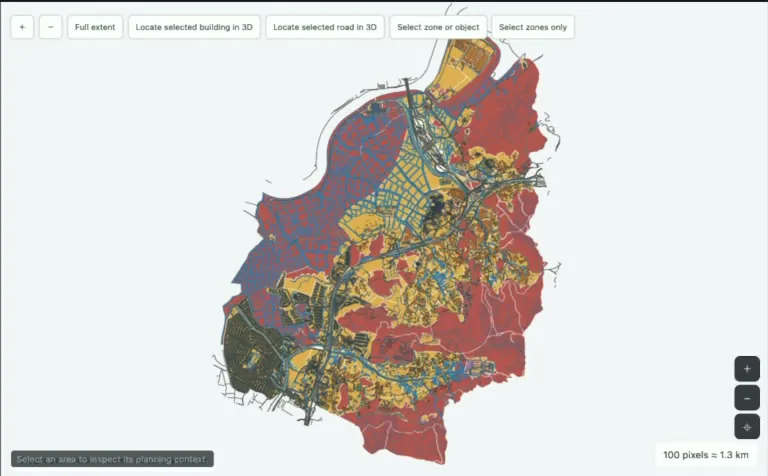 +
−
Full extent
Locate selected building in 3D
Locate selected road in 3D
Select zone or object
Select zones only
+
−
Select an area to inspect its planning context.
100 pixels ≈ 1.3 km